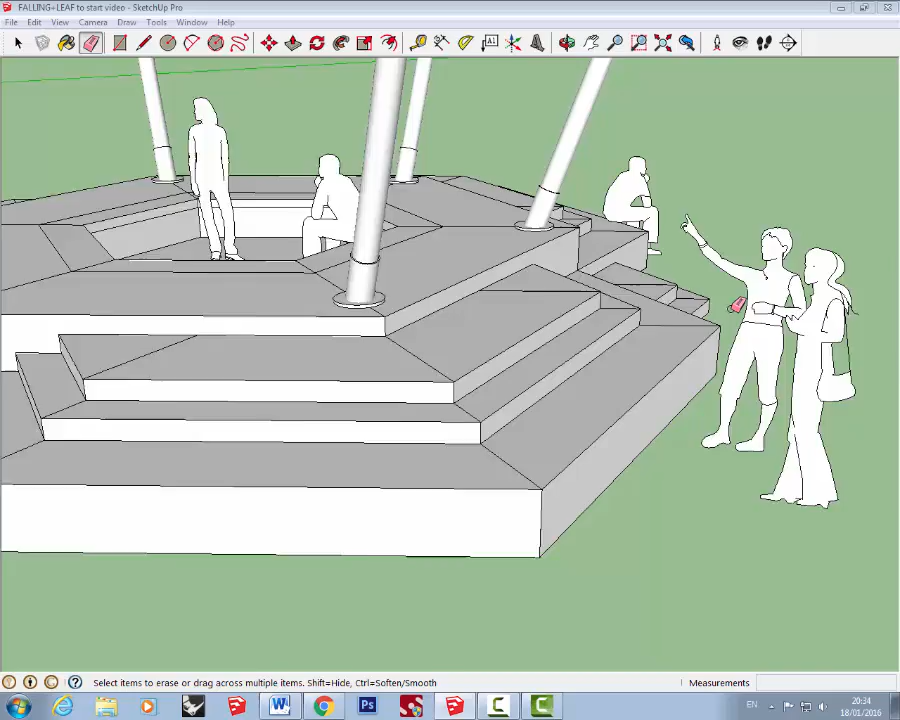 FALLING+LEAF to start video - SketchUp Pro
File Edit View Camera Draw Tools Window Help
Select items to erase or drag across multiple items. Shift=Hide, Ctrl=Soften/Smooth
Measurements
EN
20:34
18/01/2016